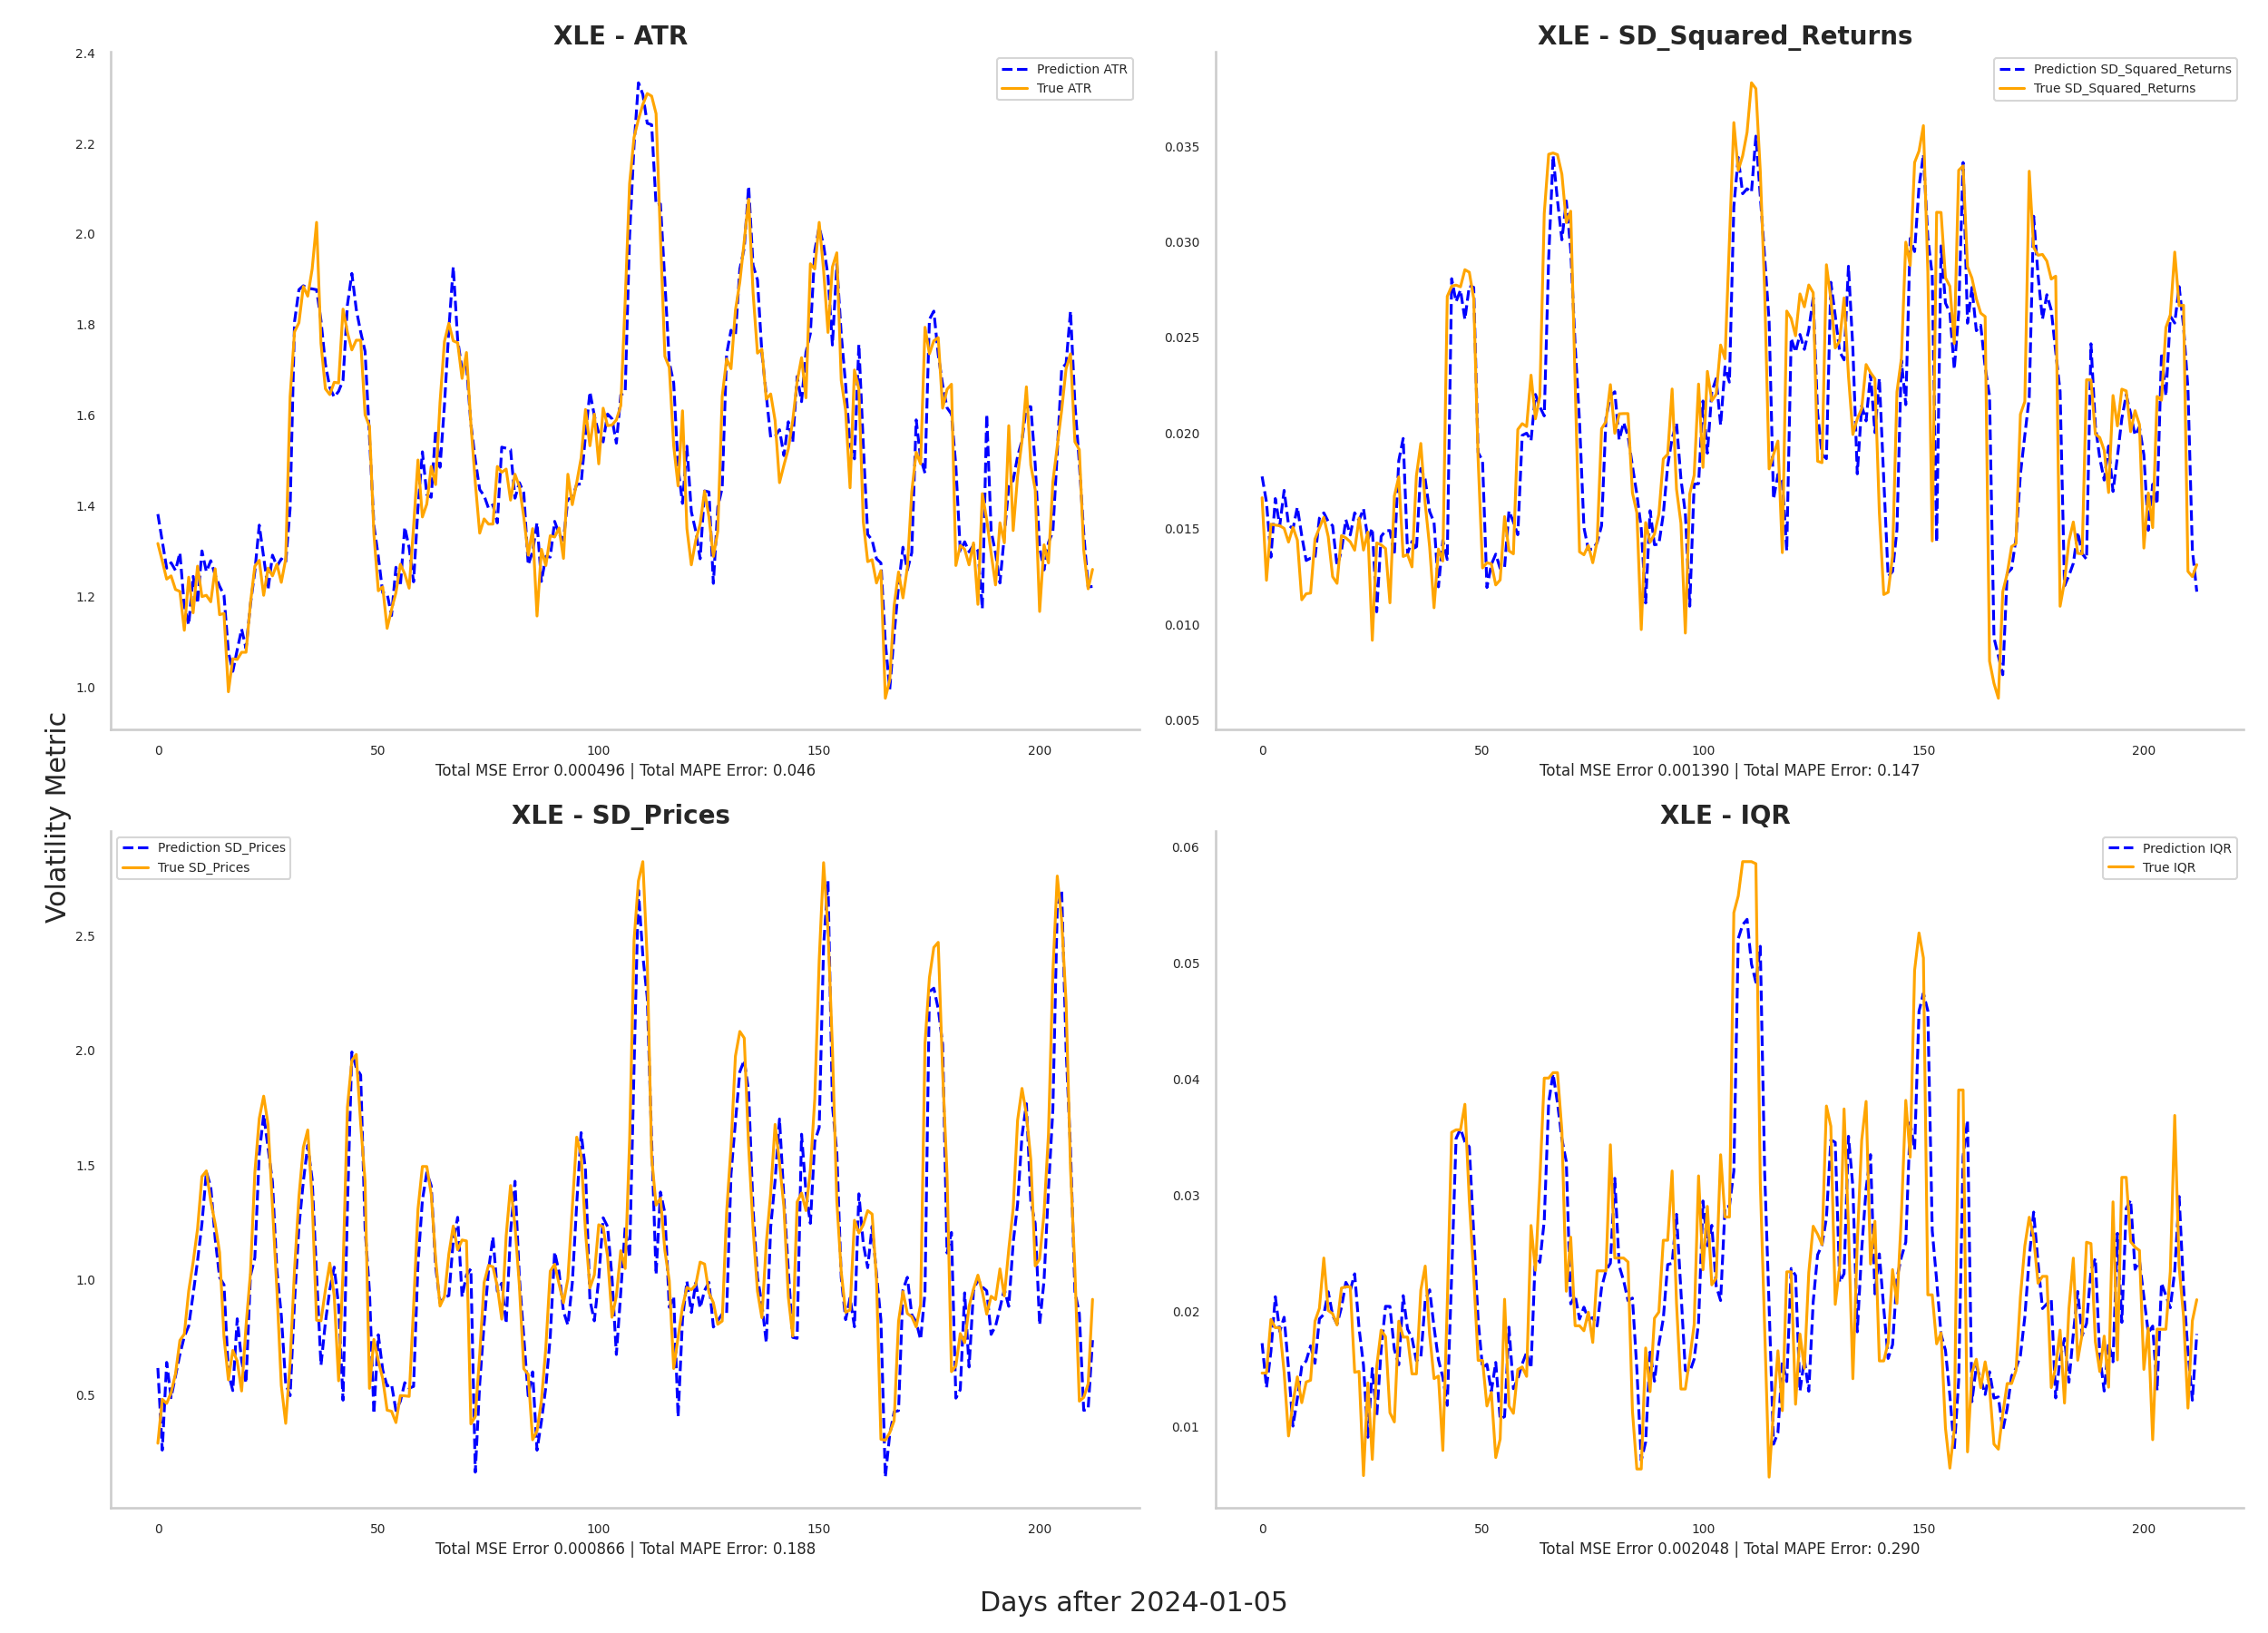 XLE - ATR
2.4
2.2
2.0
1.8
1.6
1.4
1.2
1.0
Prediction ATR
True ATR
0 50 100 150 200
Total MSE Error 0.000496 | Total MAPE Error: 0.046
XLE - SD_Squared_Returns
0.035
0.030
0.025
0.020
0.015
0.010
0.005
Prediction SD_Squared_Returns
True SD_Squared_Returns
0 50 100 150 200
Total MSE Error 0.001390 | Total MAPE Error: 0.147
Volatility Metric
XLE - SD_Prices
2.5
2.0
1.5
1.0
0.5
Prediction SD_Prices
True SD_Prices
0 50 100 150 200
Total MSE Error 0.000866 | Total MAPE Error: 0.188
XLE - IQR
0.06
0.05
0.04
0.03
0.02
0.01
Prediction IQR
True IQR
0 50 100 150 200
Total MSE Error 0.002048 | Total MAPE Error: 0.290
Days after 2024-01-05